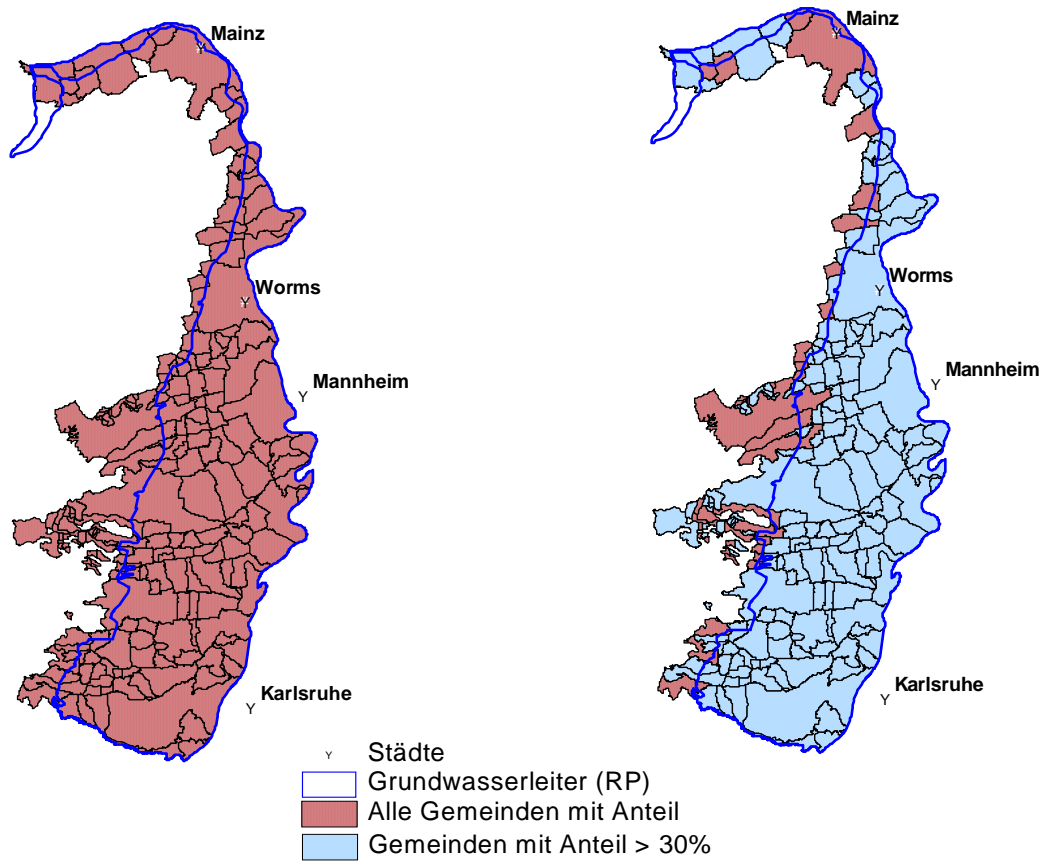 Mainz
Mainz
Worms
Worms
Mannheim
Mannheim
Karlsruhe
Karlsruhe
Städte
Grundwasserleiter (RP)
Alle Gemeinden mit Anteil
Gemeinden mit Anteil > 30%